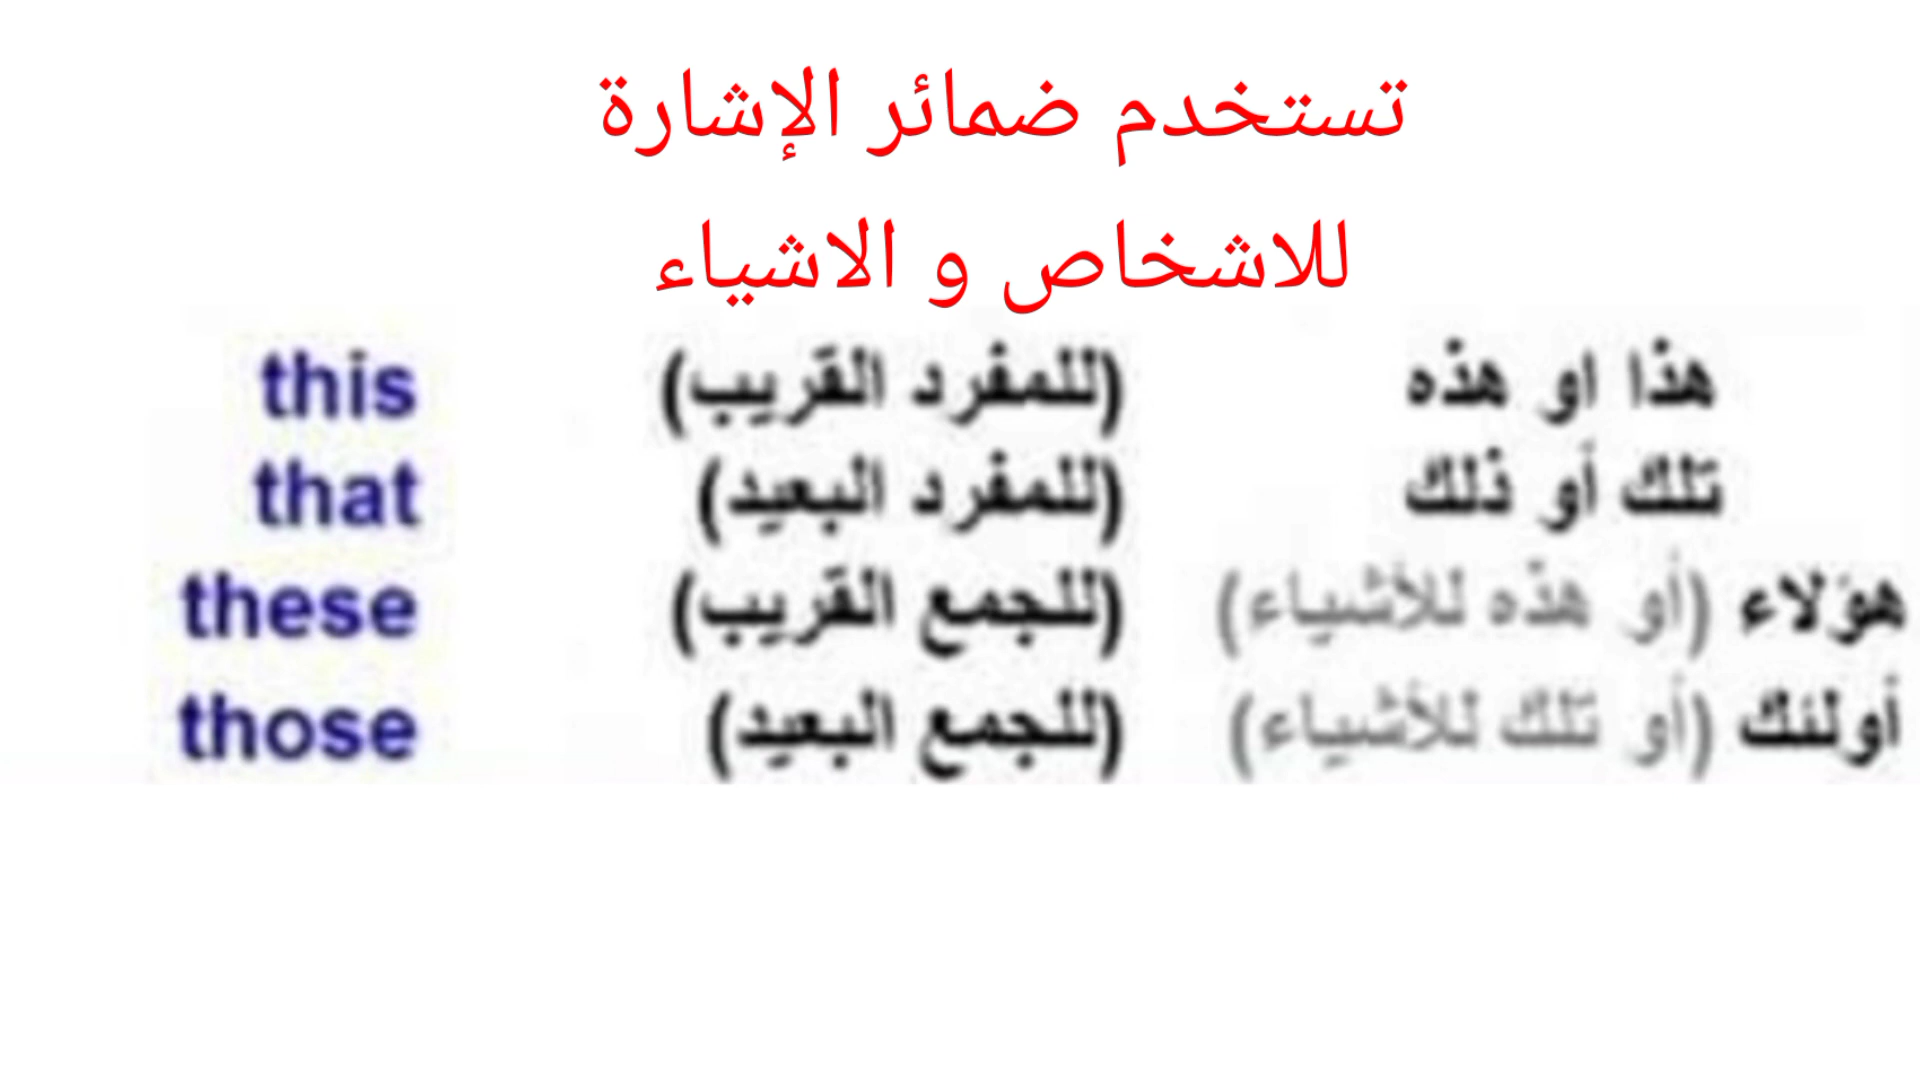 تستخدم ضمائر الإشارة
للاشخاص و الاشياء
this (للمفرد القريب) هذا او هذه
that (للمفرد البعيد) تلك أو ذلك
these (للجمع القريب) هؤلاء (أو هذه للأشياء)
those (للجمع البعيد) أولئك (أو تلك للأشياء)